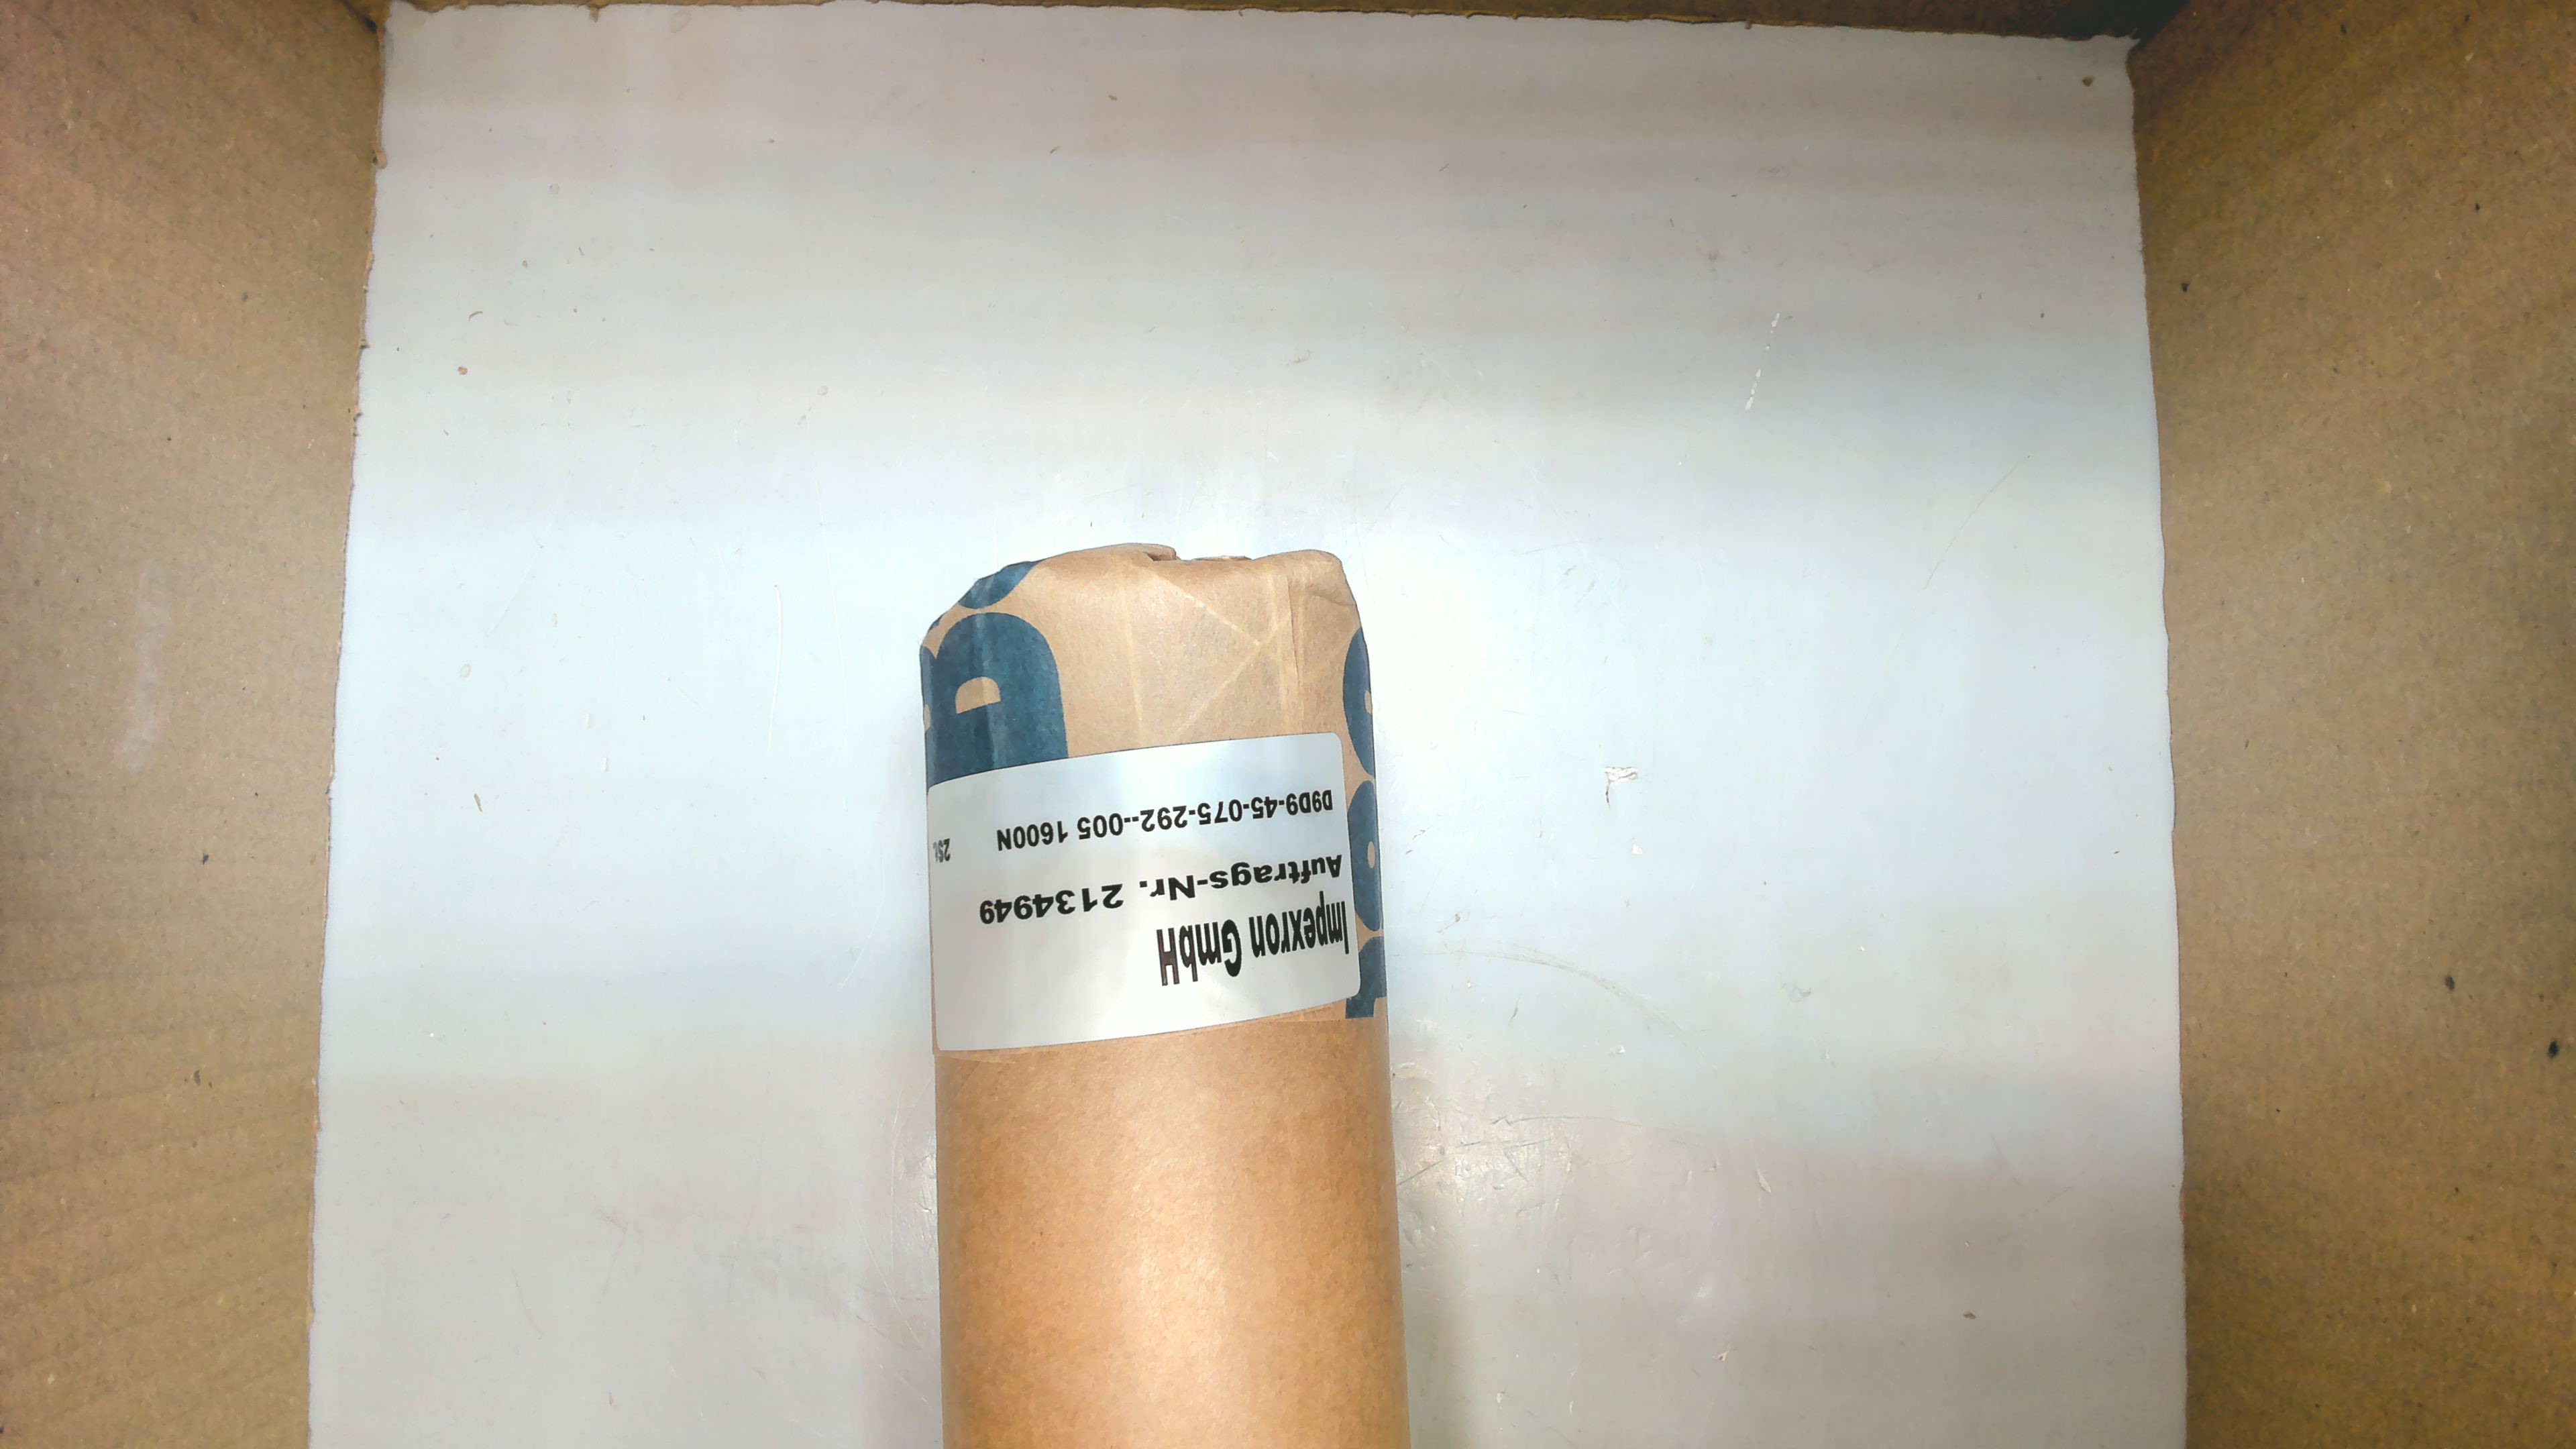 Impexron GmbH
Auftrags-Nr. 2134949
D9D9-45-075-292--005 1600N
B